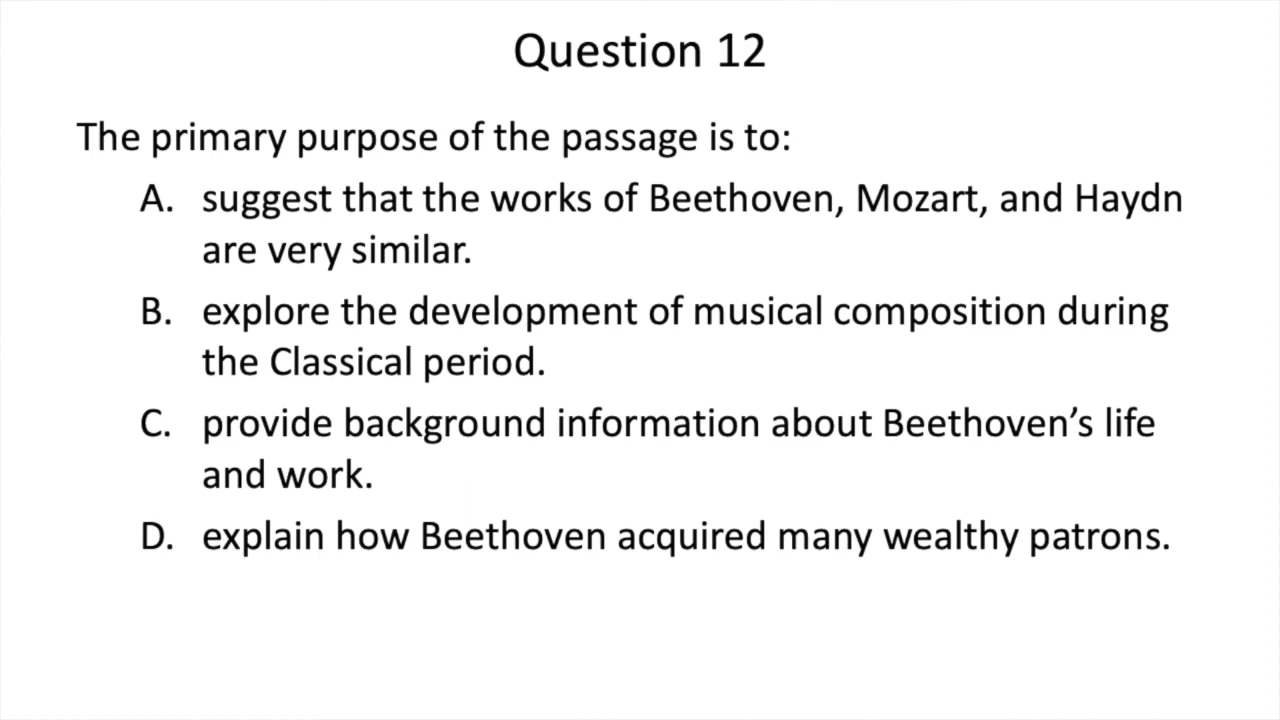 Question 12
The primary purpose of the passage is to:
A. suggest that the works of Beethoven, Mozart, and Haydn
are very similar.
B. explore the development of musical composition during
the Classical period.
C. provide background information about Beethoven’s life
and work.
D. explain how Beethoven acquired many wealthy patrons.